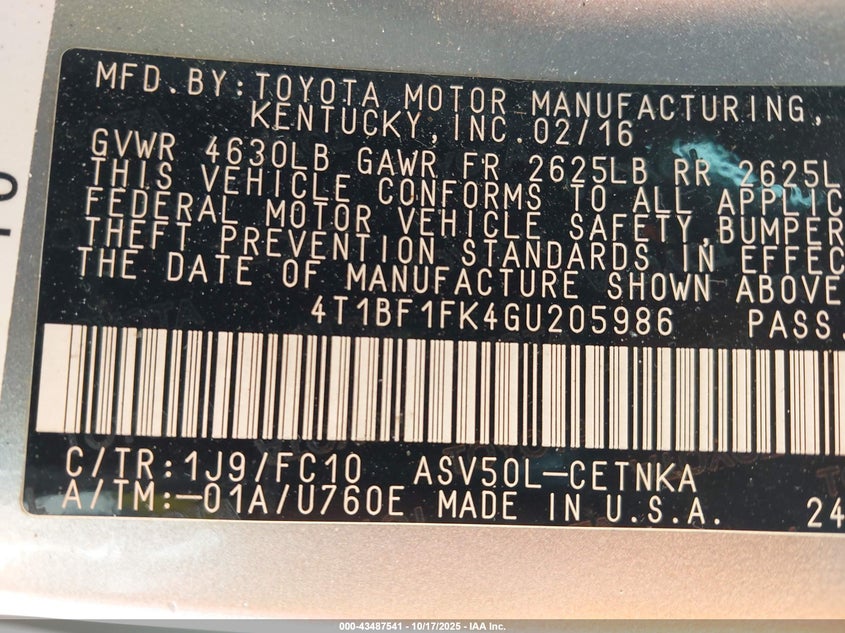 MFD.BY:TOYOTA MOTOR MANUFACTURING,
KENTUCKY,INC.02/16
GVWR 4630LB GAWR FR 2625LB RR 2625L
THIS VEHICLE CONFORMS TO ALL APPLIC
FEDERAL MOTOR VEHICLE SAFETY,BUMPER
THEFT PREVENTION STANDARDS IN EFFEC
THE DATE OF MANUFACTURE SHOWN ABOVE
4T1BF1FK4GU205986 PASS.
C/TR:1J9/FC10 ASV50L-CETNKA
A/TM:-01A/U760E MADE IN U.S.A. 24
000-43487541 | 10/17/2025 - IAA Inc.